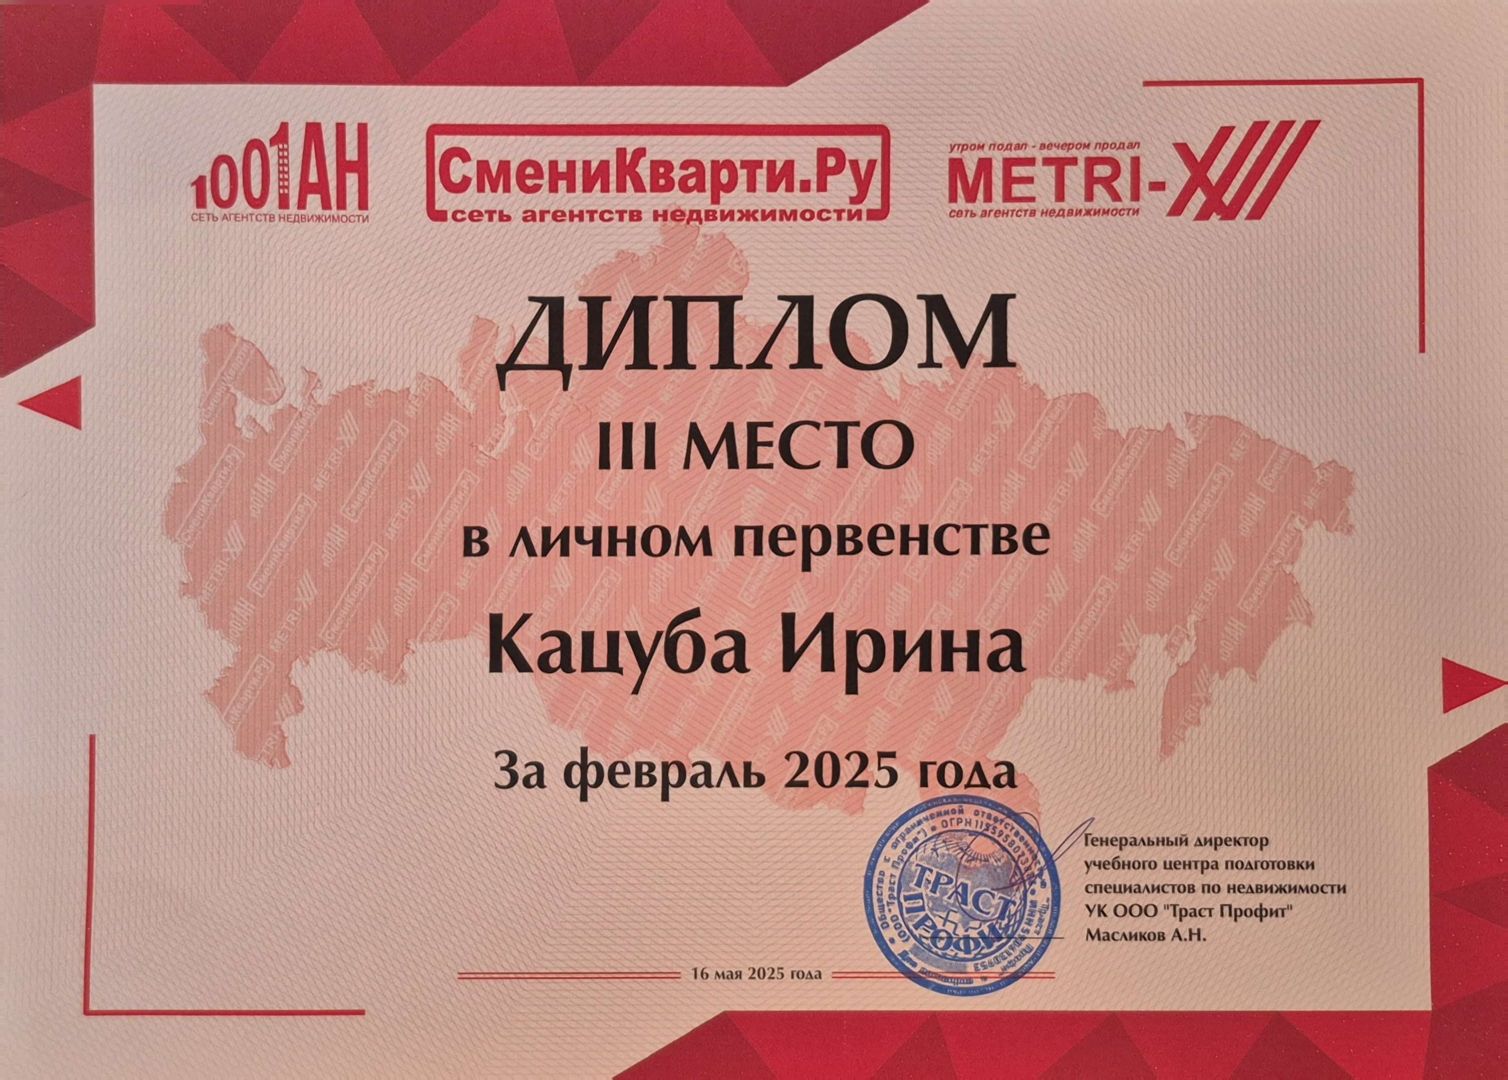 1001АН
СЕТЬ АГЕНТСТВ НЕДВИЖИМОСТИ
СмениКварти.Ру
сеть агентств недвижимости
утром подал - вечером продал
METRI-X
сеть агентств недвижимости
ДИПЛОМ
III МЕСТО
в личном первенстве
Кацуба Ирина
За февраль 2025 года
ТРАСТ
ПРОФИТ
Генеральный директор
учебного центра подготовки
специалистов по недвижимости
УК ООО "Траст Профит"
Масликов А.Н.
16 мая 2025 года